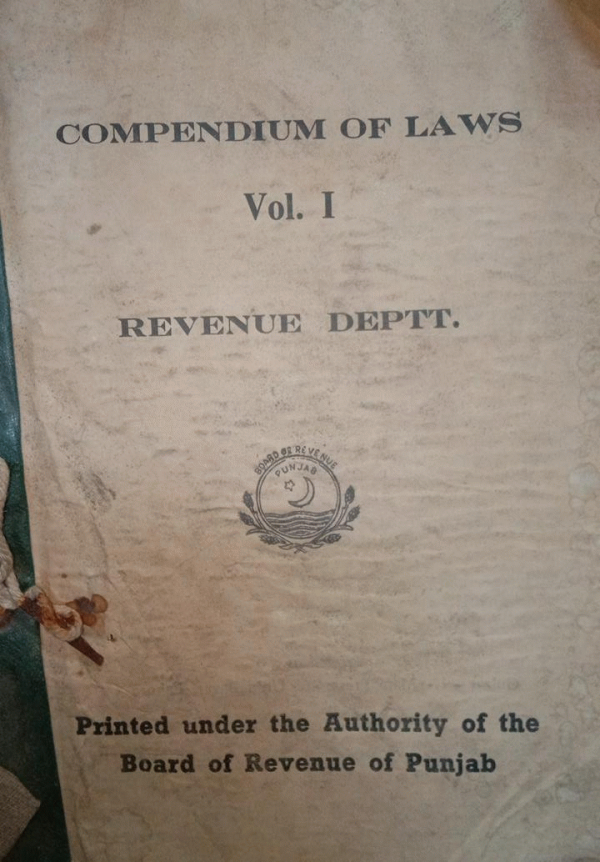 COMPENDIUM OF LAWS
Vol. I
REVENUE DEPTT.
BOARD OF REVENUE
PUNJAB
Printed under the Authority of the
Board of Revenue of Punjab